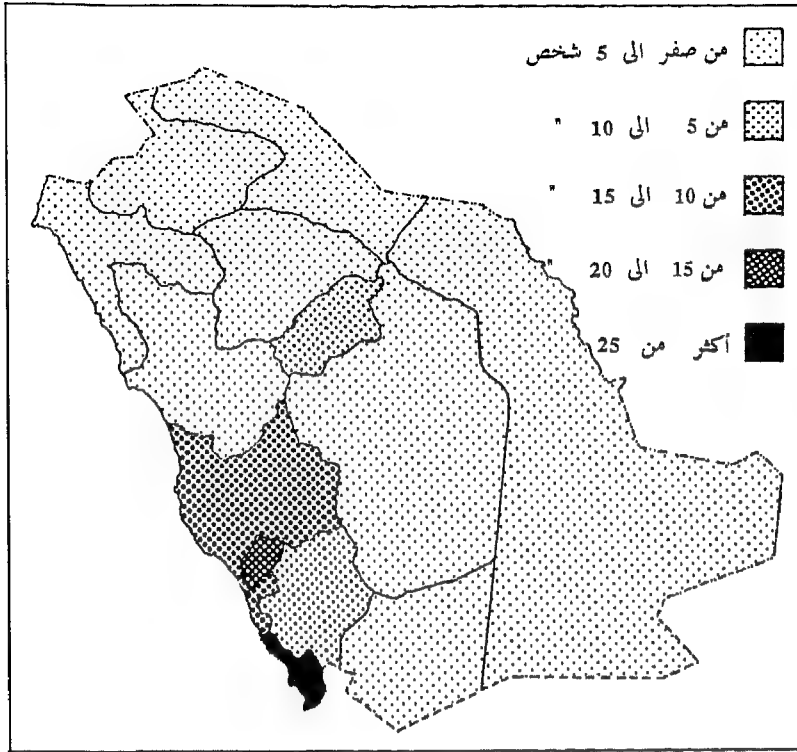 من صفر الى 5 شخص
من 5 الى 10 "
من 10 الى 15 "
من 15 الى 20 "
أكثر من 25